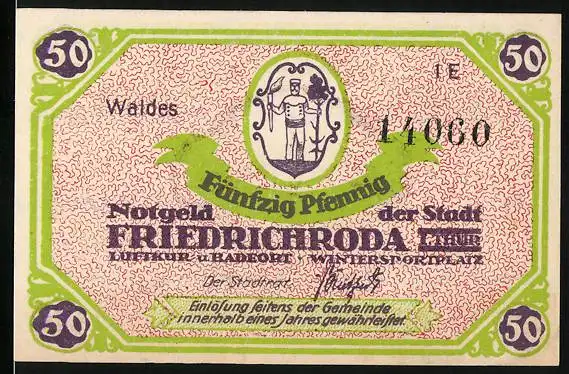 50
50
I E
Waldes
14060
Fünfzig Pfennig
Notgeld der Stadt
FRIEDRICHRODA I. THÜR
LUFTKUR u. BADEORT · WINTERSPORTPLATZ
Der Stadtrat
Einlösung seitens der Gemeinde
innerhalb eines Jahres gewährleistet.
50
50